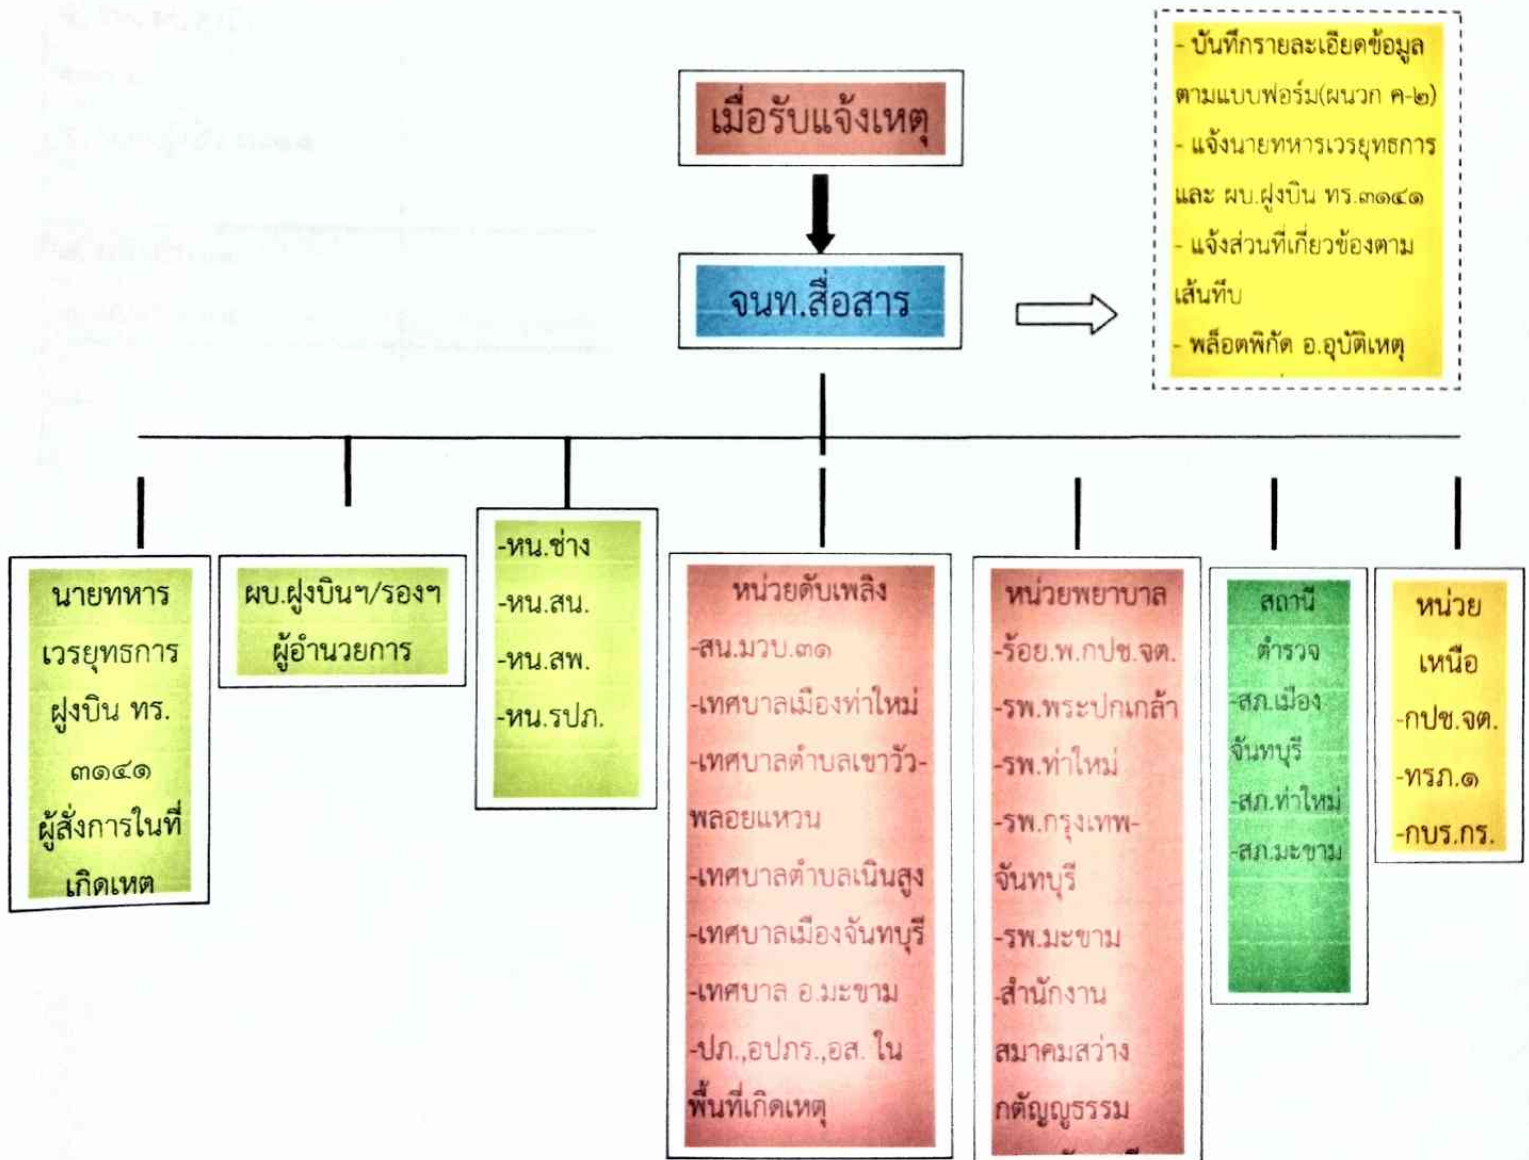 เมื่อรับแจ้งเหตุ
จนท.สื่อสาร
- บันทึกรายละเอียดข้อมูล
ตามแบบฟอร์ม(ผนวก ค-๒)
- แจ้งนายทหารเวรยุทธการ
และ ผบ.ฝูงบิน ทร.๓๑๔๑
- แจ้งส่วนที่เกี่ยวข้องตาม
เส้นทึบ
- พล็อตพิกัด อ.อุบัติเหตุ
นายทหาร
เวรยุทธการ
ฝูงบิน ทร.
๓๑๔๑
ผู้สั่งการในที่
เกิดเหต
ผบ.ฝูงบินฯ/รองฯ
ผู้อำนวยการ
-หน.ช่าง
-หน.สน.
-หน.สพ.
-หน.รปภ.
หน่วยดับเพลิง
-สน.มวบ.๓๑
-เทศบาลเมืองท่าใหม่
-เทศบาลตำบลเขาวัว-
พลอยแหวน
-เทศบาลตำบลเนินสูง
-เทศบาลเมืองจันทบุรี
-เทศบาล อ.มะขาม
-ปภ.,อปภร.,อส. ใน
พื้นที่เกิดเหตุ
หน่วยพยาบาล
-ร้อย.พ.กปช.จต.
-รพ.พระปกเกล้า
-รพ.ท่าใหม่
-รพ.กรุงเทพ-
จันทบุรี
-รพ.มะขาม
-สำนักงาน
สมาคมสว่าง
กตัญญูธรรม
สถานี
ตำรวจ
-สภ.เมือง
จันทบุรี
-สภ.ท่าใหม่
-สภ.มะขาม
หน่วย
เหนือ
-กปช.จต.
-ทรภ.๑
-กบร.กร.